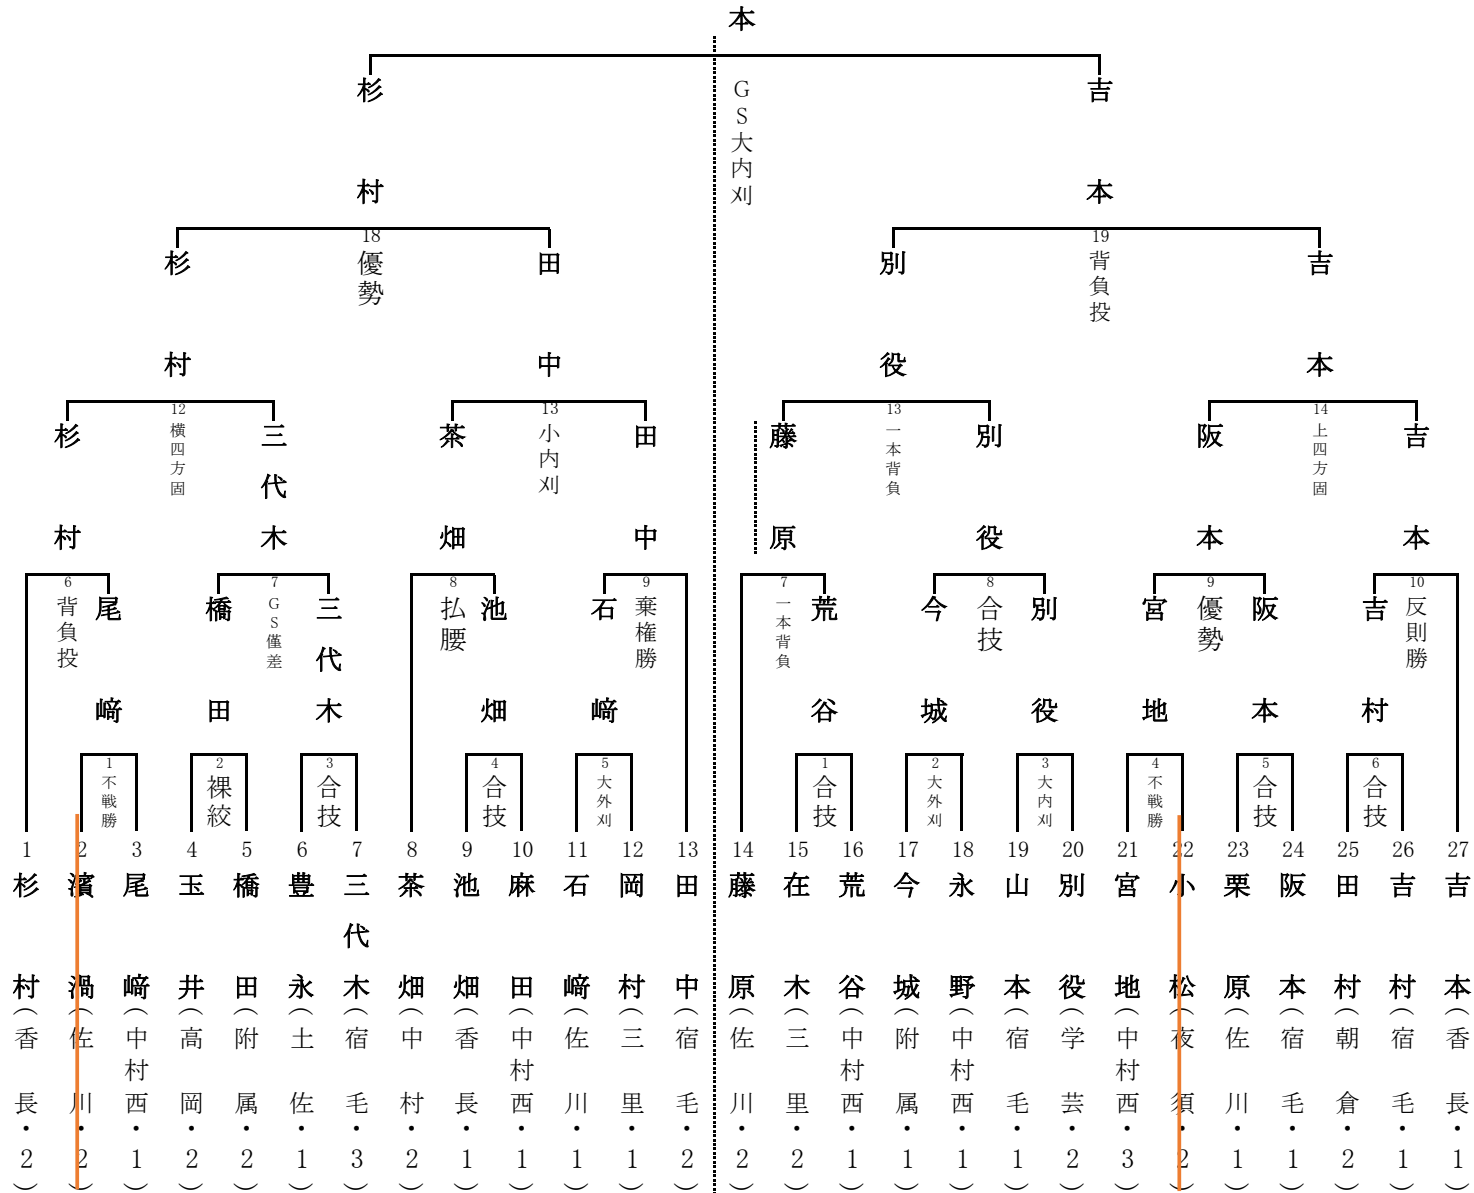 本
杉村
吉本
GS大内刈
18
優勢
19
背負投
杉村
田中
別役
吉本
12
横四方固
13
小内刈
13
一本背負
14
上四方固
杉村
三代木
茶畑
田中
藤原
別役
阪本
吉本
6
背負投
7
GS僅差
8
払腰
9
棄権勝
7
一本背負
8
合技
9
優勢
10
反則勝
尾﨑
橋田
三代木
池畑
石﨑
荒谷
今城
別役
宮地
阪本
吉村
1
不戦勝
2
裸絞
3
合技
4
合技
5
大外刈
1
合技
2
大外刈
3
大内刈
4
不戦勝
5
合技
6
合技
1 杉村(香長・2)
2 濱渦(佐川・2)
3 尾﨑(中村西・1)
4 玉井(高岡・2)
5 橋田(附属・2)
6 豊永(土佐・1)
7 三代木(宿毛・3)
8 茶畑(中村・2)
9 池畑(香長・1)
10 麻田(中村西・1)
11 石﨑(佐川・1)
12 岡村(三里・1)
13 田中(宿毛・2)
14 藤原(佐川・2)
15 在木(三里・2)
16 荒谷(中村西・1)
17 今城(附属・1)
18 永野(中村西・1)
19 山本(宿毛・1)
20 別役(学芸・2)
21 宮地(中村西・3)
22 小松(夜須・2)
23 栗原(佐川・1)
24 阪本(宿毛・1)
25 田村(朝倉・2)
26 吉村(宿毛・1)
27 吉本(香長・1)